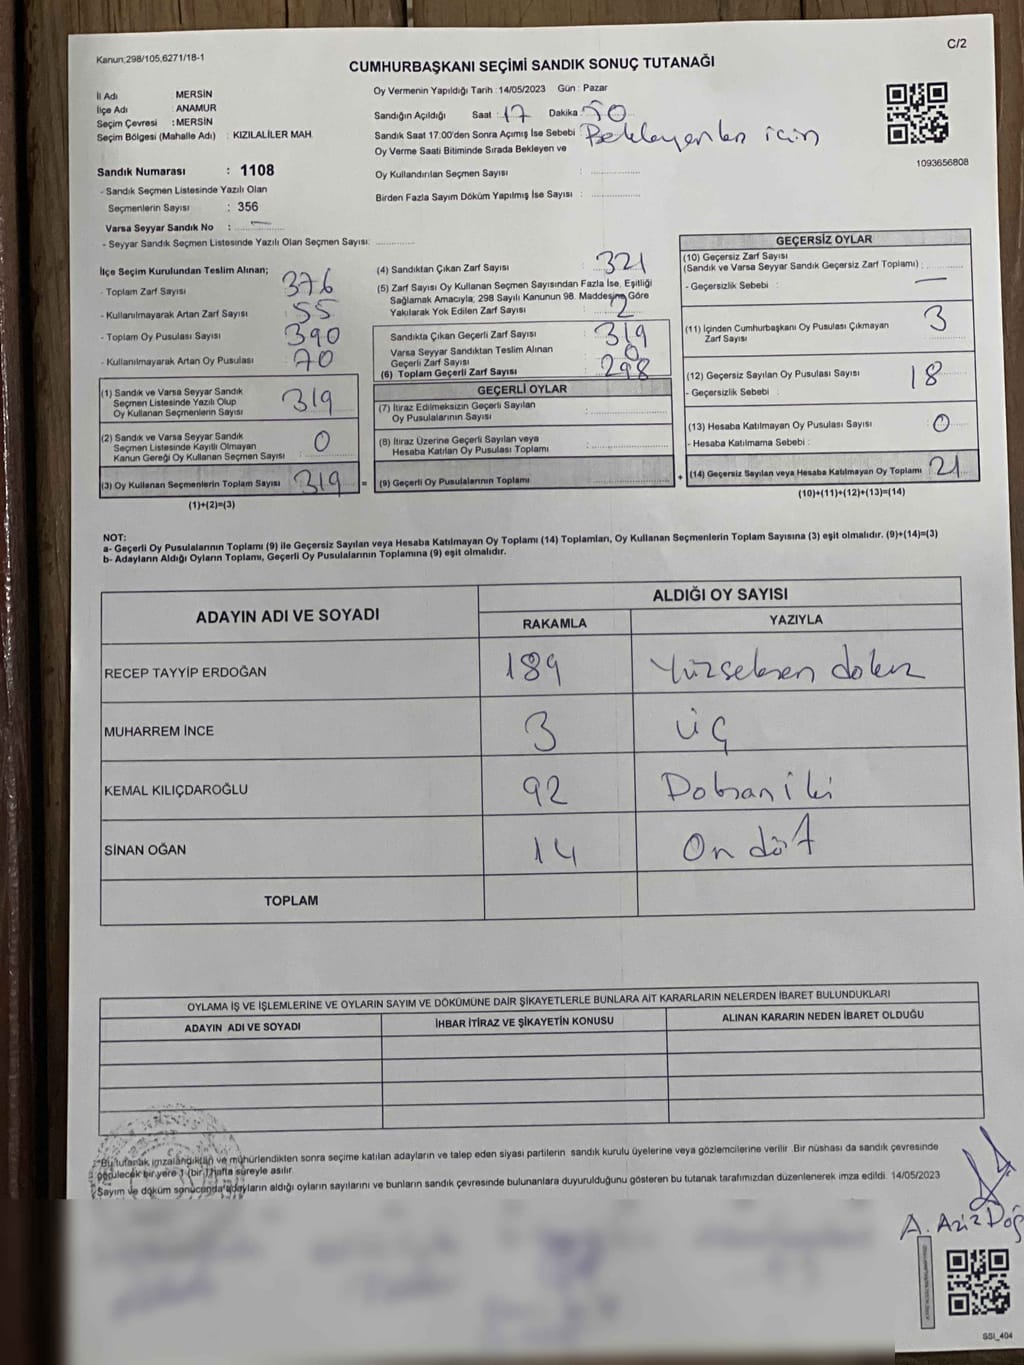 Kanun;298/105,6271/18-1
C/2
CUMHURBAŞKANI SEÇİMİ SANDIK SONUÇ TUTANAĞI
İl Adı MERSİN
İlçe Adı : ANAMUR
Seçim Çevresi : MERSİN
Seçim Bölgesi (Mahalle Adı) : KIZILALİLER MAH.
Oy Vermenin Yapıldığı Tarih : 14/05/2023 Gün : Pazar
Sandığın Açıldığı Saat : 17 Dakika 50
Sandık Saat 17:00'den Sonra Açımış İse Sebebi : Bekleyenler için
Oy Verme Saati Bitiminde Sırada Bekleyen ve
Oy Kullandırılan Seçmen Sayısı :
Birden Fazla Sayım Döküm Yapılmış İse Sayısı :
1093656808
Sandık Numarası : 1108
- Sandık Seçmen Listesinde Yazılı Olan
Seçmenlerin Sayısı : 356
Varsa Seyyar Sandık No : —
- Seyyar Sandık Seçmen Listesinde Yazılı Olan Seçmen Sayısı:
İlçe Seçim Kurulundan Teslim Alınan;
- Toplam Zarf Sayısı 376
- Kullanılmayarak Artan Zarf Sayısı : 55
- Toplam Oy Pusulası Sayısı : 390
- Kullanılmayarak Artan Oy Pusulası : 70
(1) Sandık ve Varsa Seyyar Sandık
Seçmen Listesinde Yazılı Olup
Oy Kullanan Seçmenlerin Sayısı 319
(2) Sandık ve Varsa Seyyar Sandık
Seçmen Listesinde Kayıtlı Olmayan
Kanun Gereği Oy Kullanan Seçmen Sayısı : 0
(3) Oy Kullanan Seçmenlerin Toplam Sayısı 319
(1)+(2)=(3)
(4) Sandıktan Çıkan Zarf Sayısı : 321
(5) Zarf Sayısı Oy Kullanan Seçmen Sayısından Fazla İse, Eşitliği
Sağlamak Amacıyla; 298 Sayılı Kanunun 98. Maddesine Göre
Yakılarak Yok Edilen Zarf Sayısı : 2
Sandıkta Çıkan Geçerli Zarf Sayısı : 319
Varsa Seyyar Sandıktan Teslim Alınan
Geçerli Zarf Sayısı : 0
(6) Toplam Geçerli Zarf Sayısı : 298
GEÇERLİ OYLAR
(7) İtiraz Edilmeksizin Geçerli Sayılan
Oy Pusulalarının Sayısı :
(8) İtiraz Üzerine Geçerli Sayılan veya
Hesaba Katılan Oy Pusulası Toplamı :
= (9) Geçerli Oy Pusulalarının Toplamı
GEÇERSİZ OYLAR
(10) Geçersiz Zarf Sayısı
(Sandık ve Varsa Seyyar Sandık Geçersiz Zarf Toplamı) :
- Geçersizlik Sebebi : —
(11) İçinden Cumhurbaşkanı Oy Pusulası Çıkmayan
Zarf Sayısı : 3
(12) Geçersiz Sayılan Oy Pusulası Sayısı : 18
- Geçersizlik Sebebi :
(13) Hesaba Katılmayan Oy Pusulası Sayısı : 0
- Hesaba Katılmama Sebebi :
+ (14) Geçersiz Sayılan veya Hesaba Katılmayan Oy Toplamı 21
(10)+(11)+(12)+(13)=(14)
NOT:
a- Geçerli Oy Pusulalarının Toplamı (9) ile Geçersiz Sayılan veya Hesaba Katılmayan Oy Toplamı (14) Toplamları, Oy Kullanan Seçmenlerin Toplam Sayısına (3) eşit olmalıdır. (9)+(14)=(3)
b- Adayların Aldığı Oyların Toplamı, Geçerli Oy Pusulalarının Toplamına (9) eşit olmalıdır.
ADAYIN ADI VE SOYADI
ALDIĞI OY SAYISI
RAKAMLA YAZIYLA
RECEP TAYYİP ERDOĞAN 189 Yüzseksen dokuz
MUHARREM İNCE 3 üç
KEMAL KILIÇDAROĞLU 92 Doksan iki
SİNAN OĞAN 14 On dört
TOPLAM
OYLAMA İŞ VE İŞLEMLERİNE VE OYLARIN SAYIM VE DÖKÜMÜNE DAİR ŞİKAYETLERLE BUNLARA AİT KARARLARIN NELERDEN İBARET BULUNDUKLARI
ADAYIN ADI VE SOYADI İHBAR İTİRAZ VE ŞİKAYETİN KONUSU ALINAN KARARIN NEDEN İBARET OLDUĞU
*Bu tutanak imzalandıktan ve mühürlendikten sonra seçime katılan adayların ve talep eden siyasi partilerin sandık kurulu üyelerine veya gözlemcilerine verilir. Bir nüshası da sandık çevresinde
görülecek bir yere 1 (bir) hafta süreyle asılır.
*Sayım ve döküm sonucunda adayların aldığı oyların sayılarını ve bunların sandık çevresinde bulunanlara duyurulduğunu gösteren bu tutanak tarafımızdan düzenlenerek imza edildi. 14/05/2023
A. Aziz Doğ
SSI_404